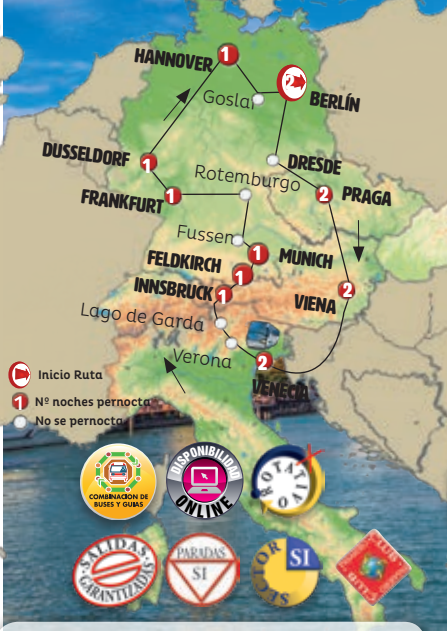 HANNOVER
1
Goslar
2
BERLÍN
DUSSELDORF
1
DRESDE
Rotemburgo
FRANKFURT
1
2
PRAGA
Fussen
FELDKIRCH
1
MUNICH
1
INNSBRUCK
1
VIENA
2
Lago de Garda
Verona
2
VENECIA
Inicio Ruta
1 Nº noches pernocta
No se pernocta
COMBINACION DE
BUSES Y GUIAS
DISPONIBILIDAD
ONLINE
ROTATIVO
SALIDAS
GARANTIZADAS
PARADAS
SI
SECTOR
SI
CLUB